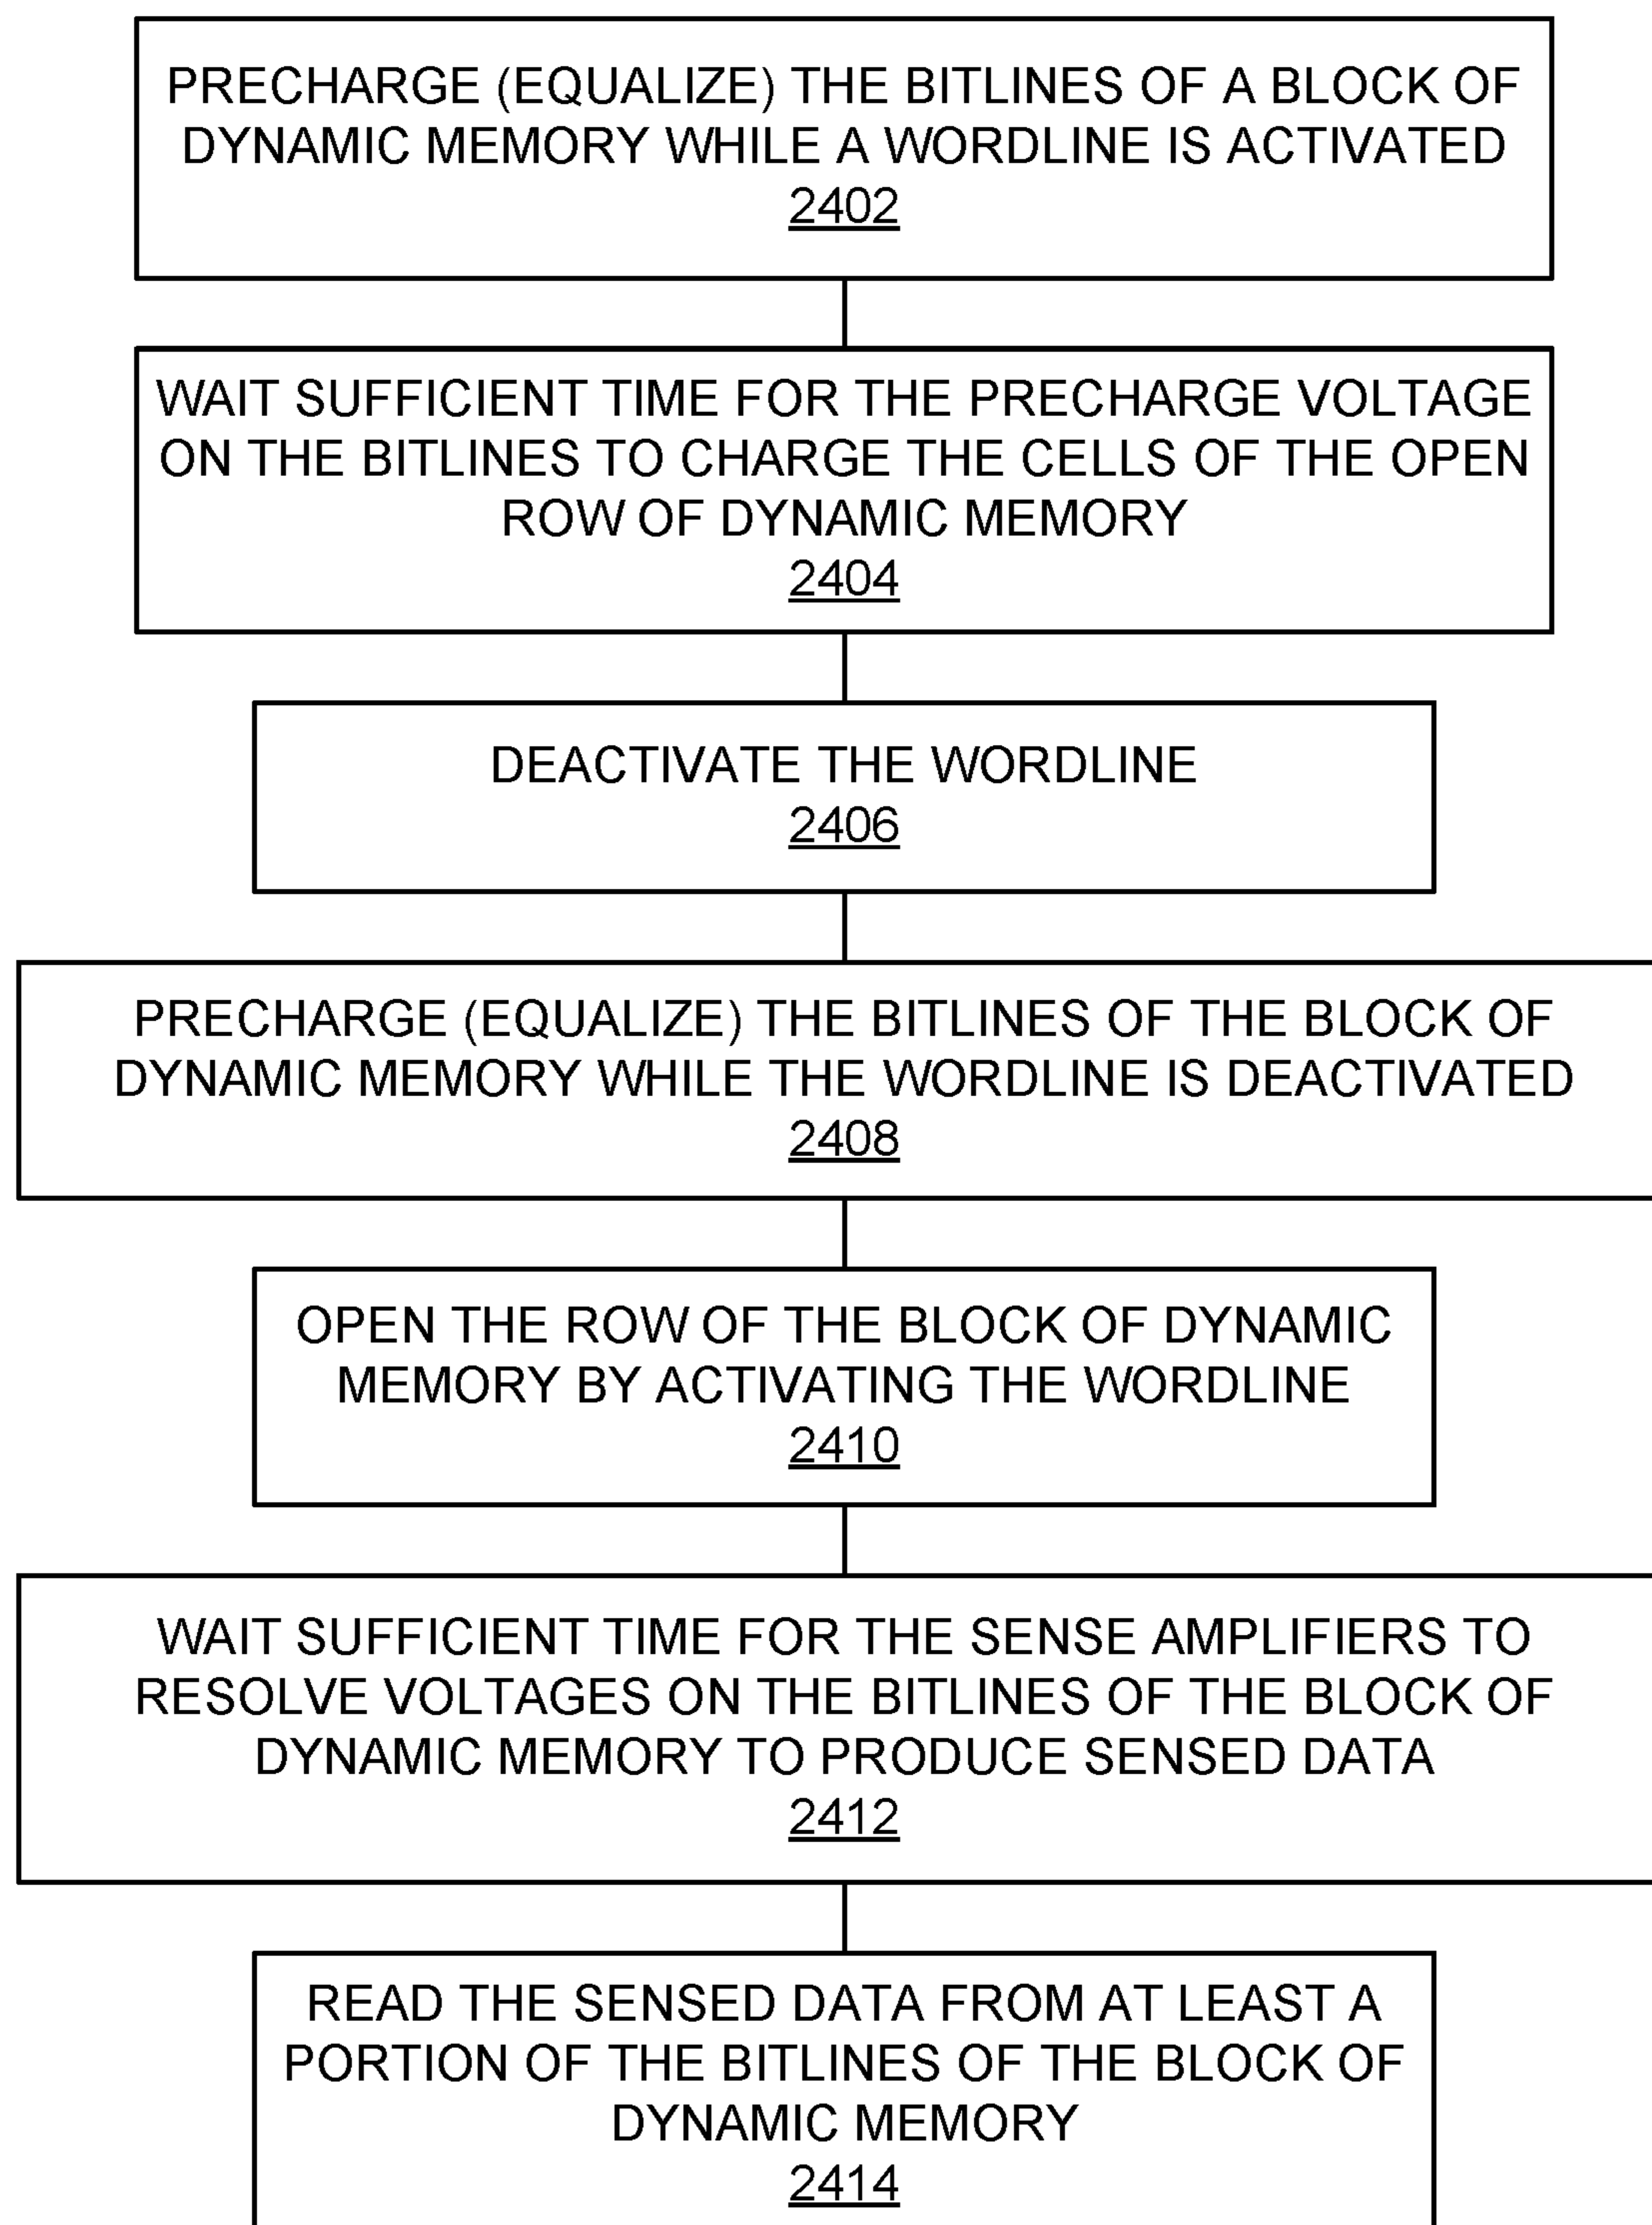 PRECHARGE (EQUALIZE) THE BITLINES OF A BLOCK OF
DYNAMIC MEMORY WHILE A WORDLINE IS ACTIVATED
2402
WAIT SUFFICIENT TIME FOR THE PRECHARGE VOLTAGE
ON THE BITLINES TO CHARGE THE CELLS OF THE OPEN
ROW OF DYNAMIC MEMORY
2404
DEACTIVATE THE WORDLINE
2406
PRECHARGE (EQUALIZE) THE BITLINES OF THE BLOCK OF
DYNAMIC MEMORY WHILE THE WORDLINE IS DEACTIVATED
2408
OPEN THE ROW OF THE BLOCK OF DYNAMIC
MEMORY BY ACTIVATING THE WORDLINE
2410
WAIT SUFFICIENT TIME FOR THE SENSE AMPLIFIERS TO
RESOLVE VOLTAGES ON THE BITLINES OF THE BLOCK OF
DYNAMIC MEMORY TO PRODUCE SENSED DATA
2412
READ THE SENSED DATA FROM AT LEAST A
PORTION OF THE BITLINES OF THE BLOCK OF
DYNAMIC MEMORY
2414